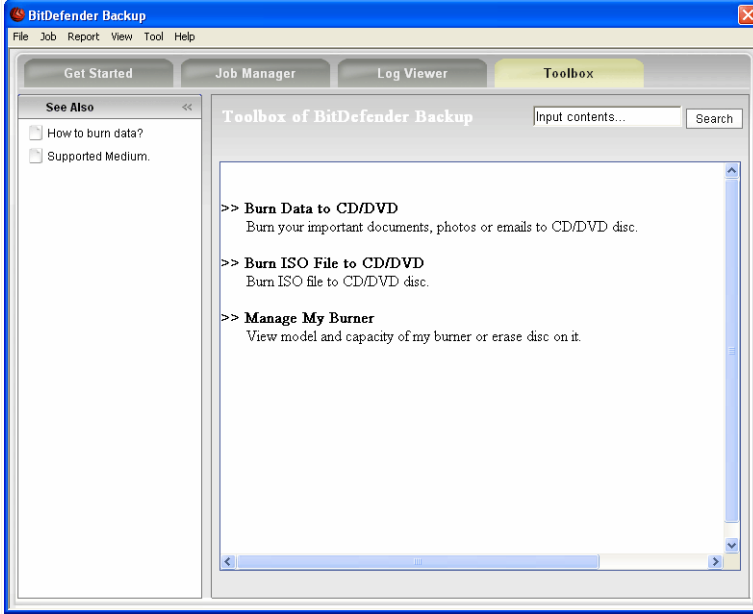 BitDefender Backup
File Job Report View Tool Help
Get Started Job Manager Log Viewer Toolbox
See Also <<
How to burn data?
Supported Medium.
Toolbox of BitDefender Backup
Input contents... Search
>> Burn Data to CD/DVD
Burn your important documents, photos or emails to CD/DVD disc.
>> Burn ISO File to CD/DVD
Burn ISO file to CD/DVD disc.
>> Manage My Burner
View model and capacity of my burner or erase disc on it.